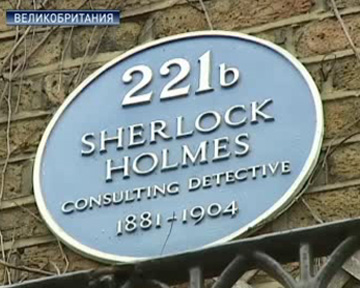 ВЕЛИКОБРИТАНИЯ
221b
SHERLOCK
HOLMES
CONSULTING DETECTIVE
1881-1904